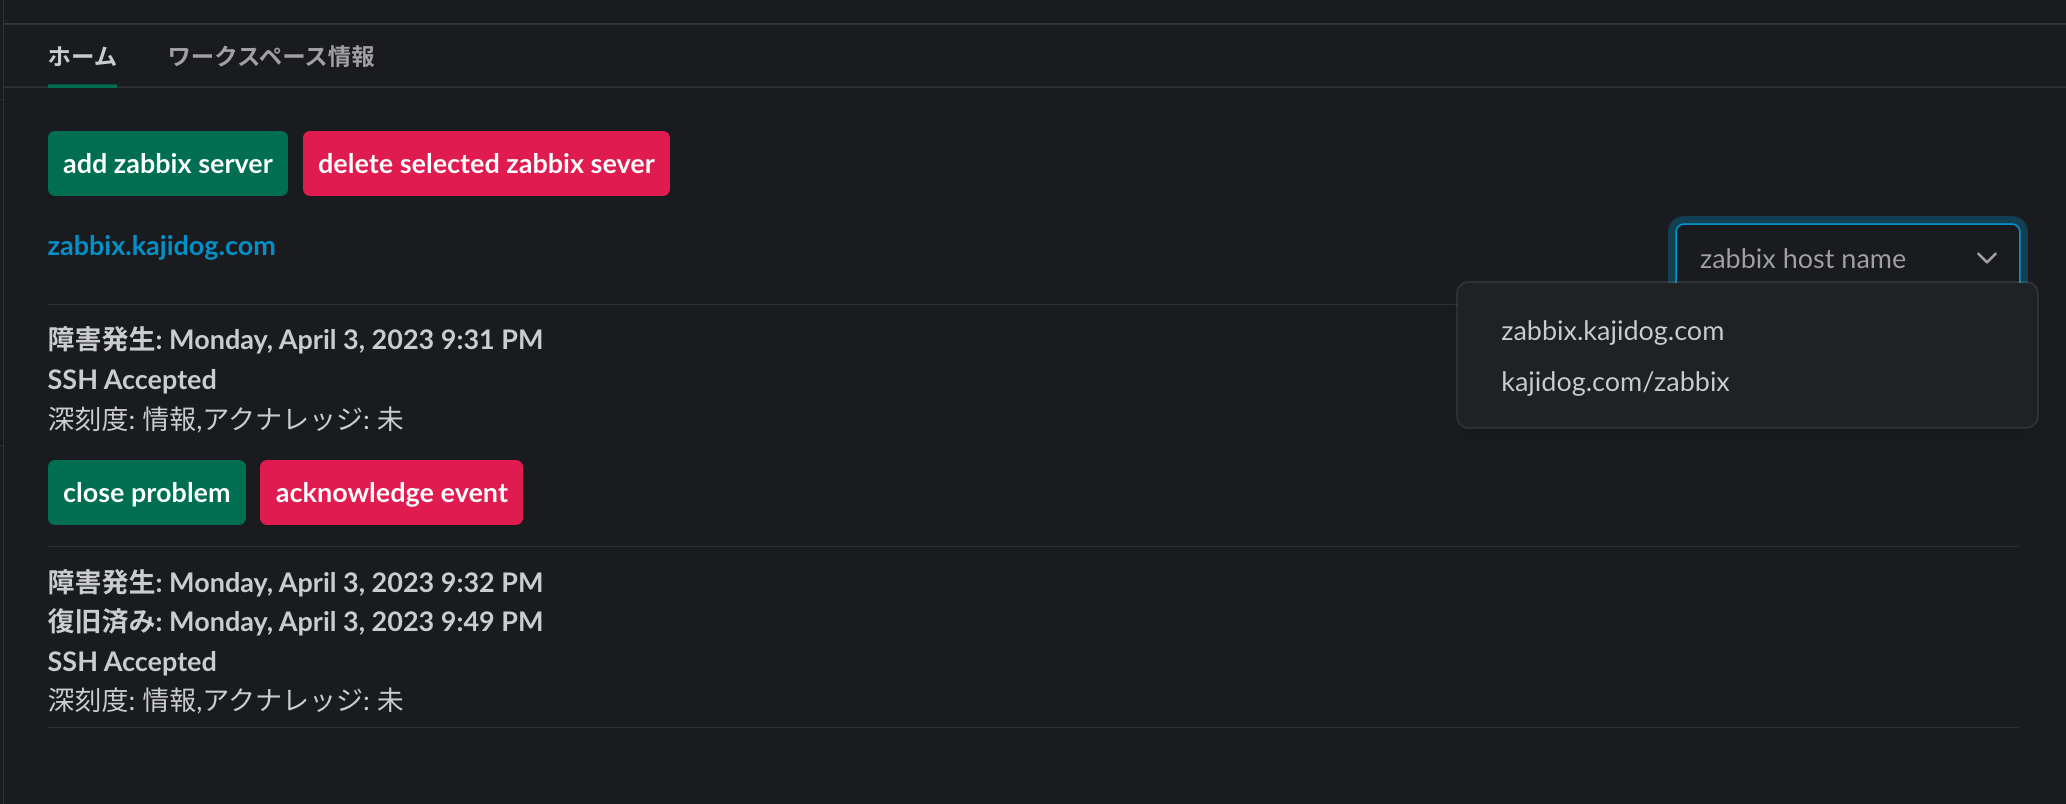 ホーム ワークスペース情報
add zabbix server delete selected zabbix sever
zabbix.kajidog.com
zabbix host name
zabbix.kajidog.com
kajidog.com/zabbix
障害発生: Monday, April 3, 2023 9:31 PM
SSH Accepted
深刻度: 情報,アクナレッジ: 未
close problem acknowledge event
障害発生: Monday, April 3, 2023 9:32 PM
復旧済み: Monday, April 3, 2023 9:49 PM
SSH Accepted
深刻度: 情報,アクナレッジ: 未